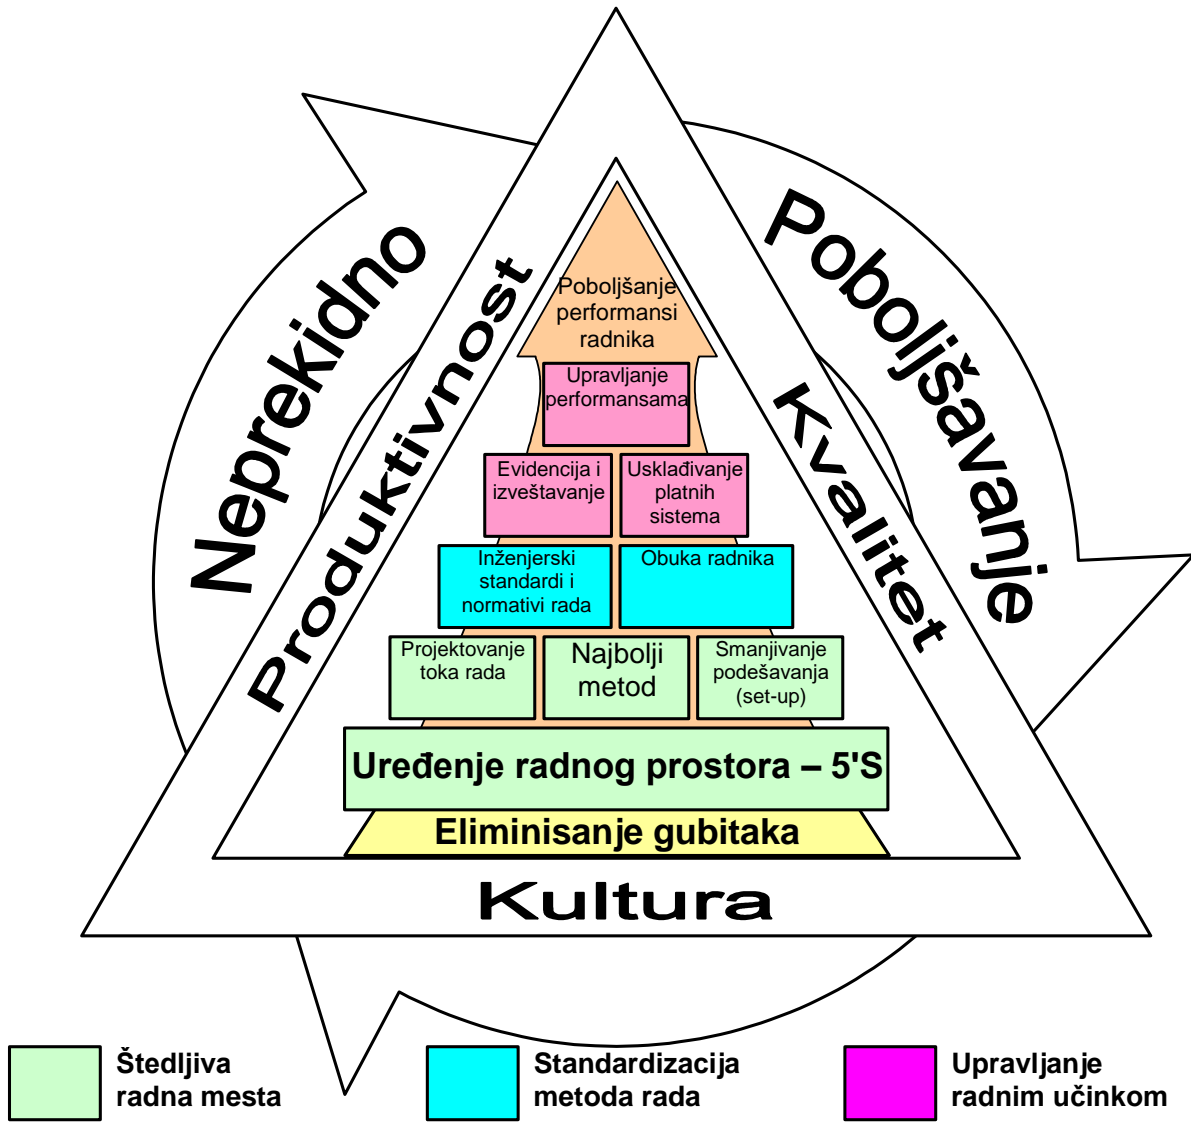 Neprekidno
Poboljšavanje
Produktivnost
Kvalitet
Kultura
Poboljšanje
performansi
radnika
Upravljanje
performansama
Evidencija i
izveštavanje
Usklađivanje
platnih
sistema
Inženjerski
standardi i
normativi rada
Obuka radnika
Projektovanje
toka rada
Najbolji
metod
Smanjivanje
podešavanja
(set-up)
Uređenje radnog prostora – 5'S
Eliminisanje gubitaka
Štedljiva
radna mesta
Standardizacija
metoda rada
Upravljanje
radnim učinkom